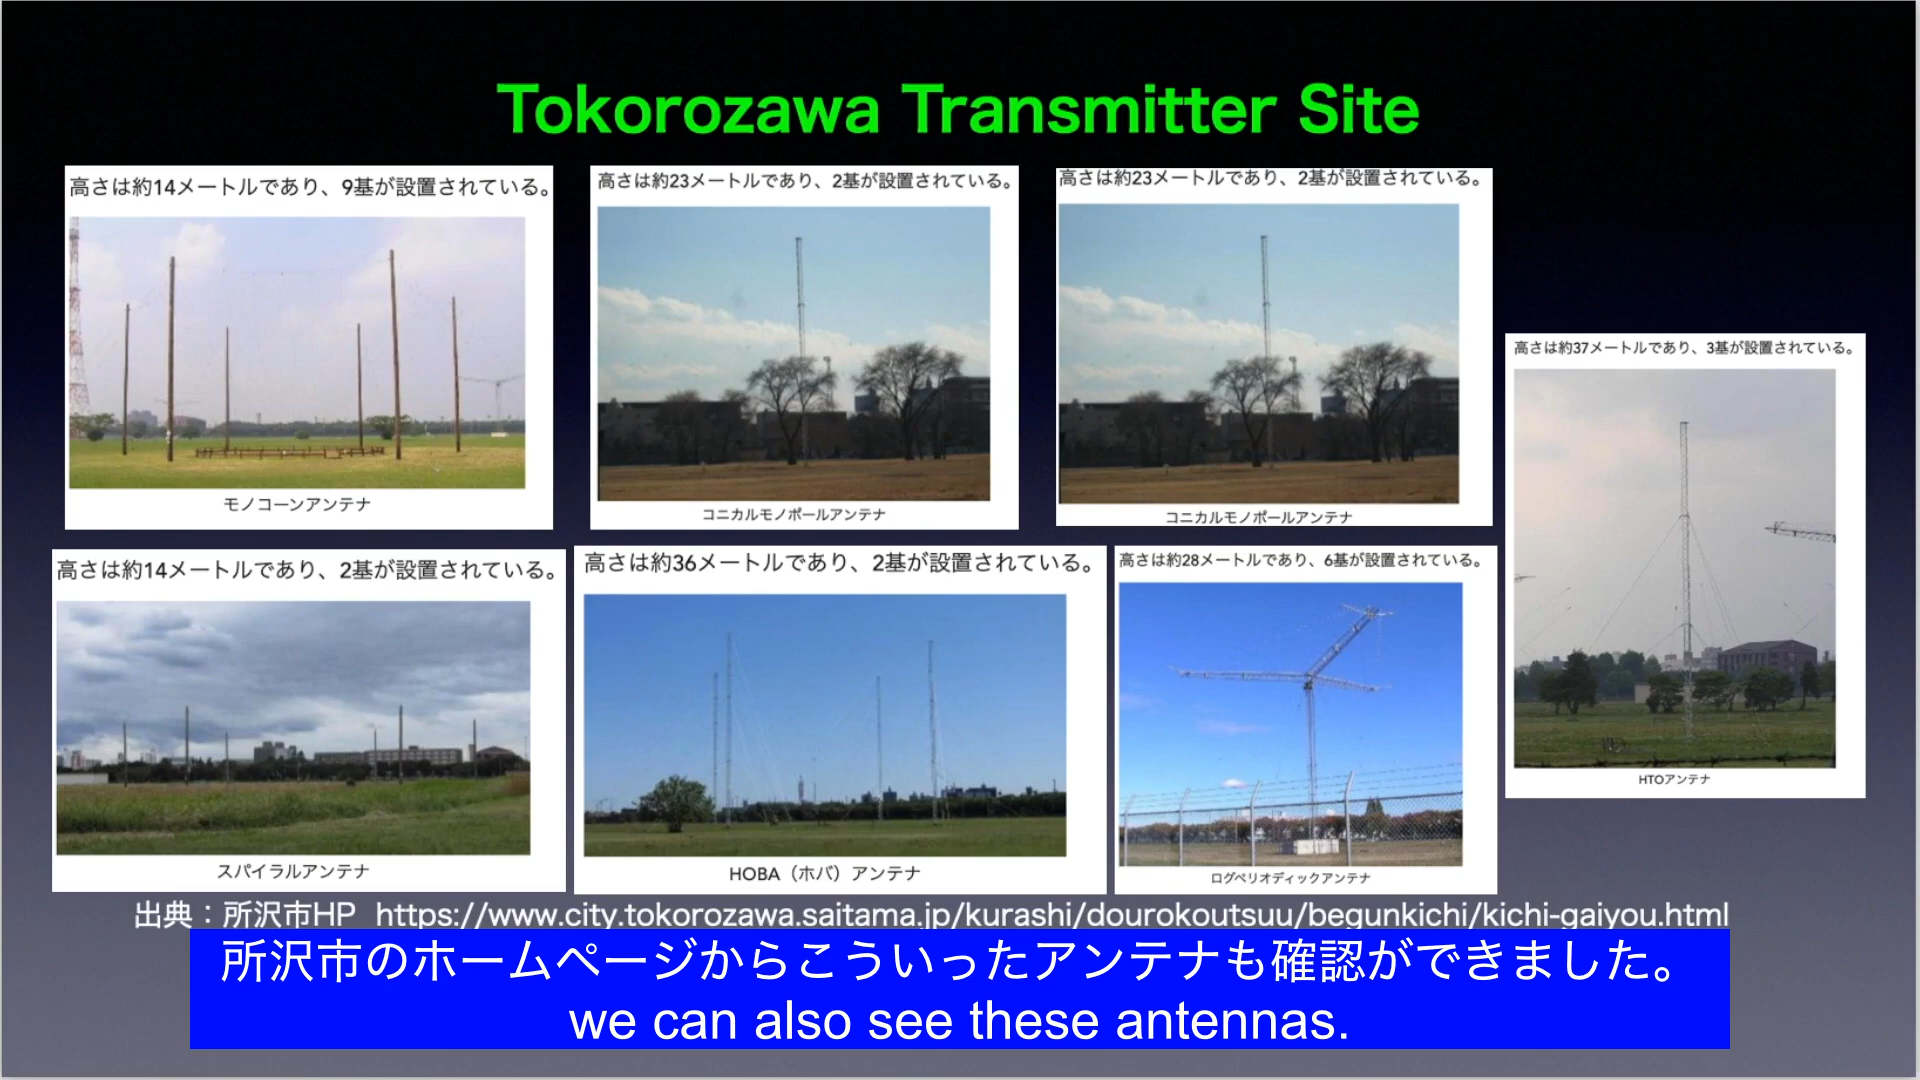 Tokorozawa Transmitter Site
高さは約14メートルであり、9基が設置されている。
モノコーンアンテナ
高さは約23メートルであり、2基が設置されている。
コニカルモノポールアンテナ
高さは約23メートルであり、2基が設置されている。
コニカルモノポールアンテナ
高さは約37メートルであり、3基が設置されている。
HTOアンテナ
高さは約14メートルであり、2基が設置されている。
スパイラルアンテナ
高さは約36メートルであり、2基が設置されている。
HOBA（ホバ）アンテナ
高さは約28メートルであり、6基が設置されている。
ログペリオディックアンテナ
出典：所沢市HP https://www.city.tokorozawa.saitama.jp/kurashi/dourokoutsuu/begunkichi/kichi-gaiyou.html
所沢市のホームページからこういったアンテナも確認ができました。
we can also see these antennas.